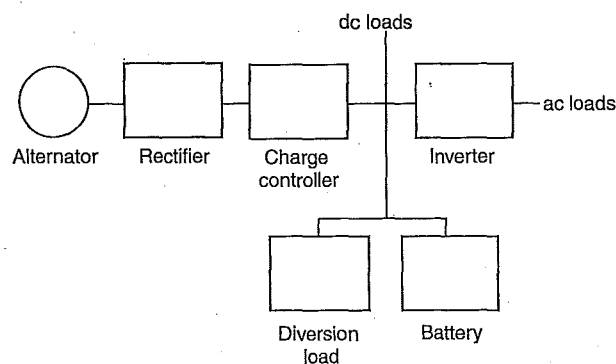 dc loads
ac loads
Alternator
Rectifier
Charge
controller
Inverter
Diversion
load
Battery